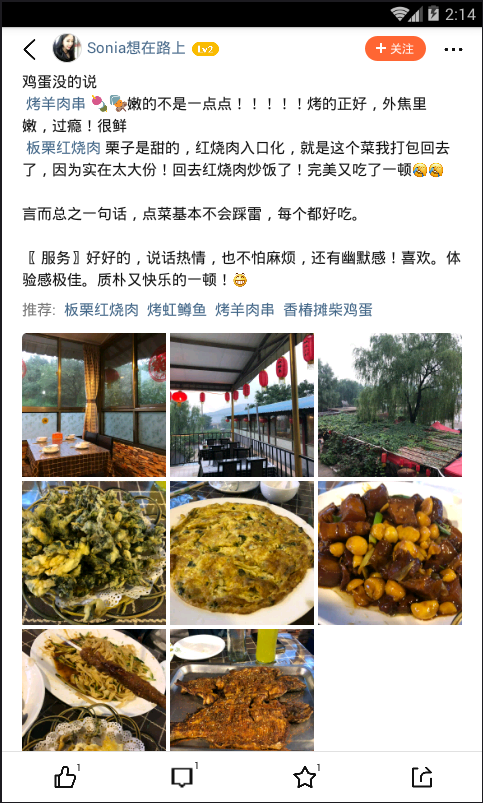 2:14
Sonia想在路上 Lv2 + 关注
鸡蛋没的说
烤羊肉串 嫩的不是一点点！！！！！烤的正好，外焦里
嫩，过瘾！很鲜
板栗红烧肉 栗子是甜的，红烧肉入口化，就是这个菜我打包回去
了，因为实在太大份！回去红烧肉炒饭了！完美又吃了一顿
言而总之一句话，点菜基本不会踩雷，每个都好吃。
〖 服务〗好好的，说话热情，也不怕麻烦，还有幽默感！喜欢。体
验感极佳。质朴又快乐的一顿！
推荐: 板栗红烧肉 烤虹鳟鱼 烤羊肉串 香椿摊柴鸡蛋
1 1 1